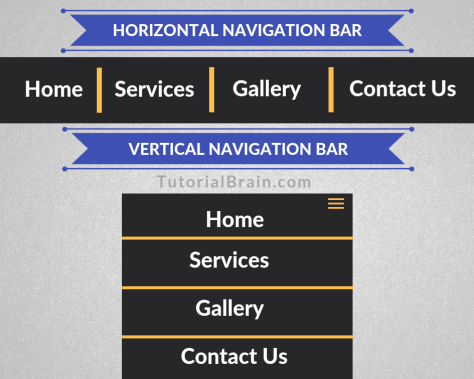 HORIZONTAL NAVIGATION BAR
Home Services Gallery Contact Us
VERTICAL NAVIGATION BAR
TutorialBrain.com
Home
Services
Gallery
Contact Us